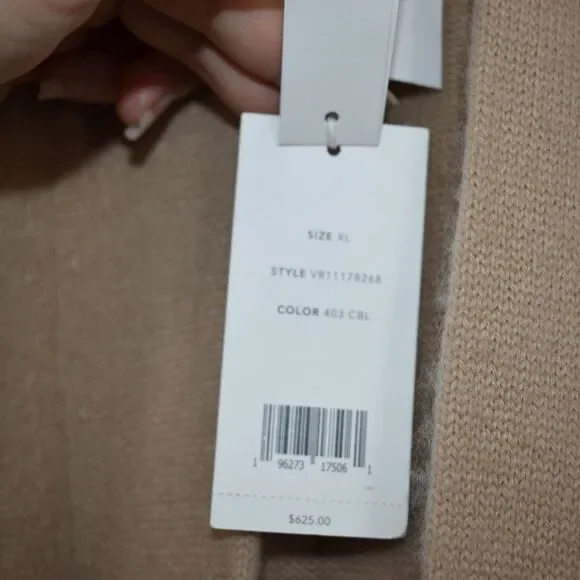 SIZE XL
STYLE VR11178268
COLOR 403 CBL
1 96273 17506 1
$625.00